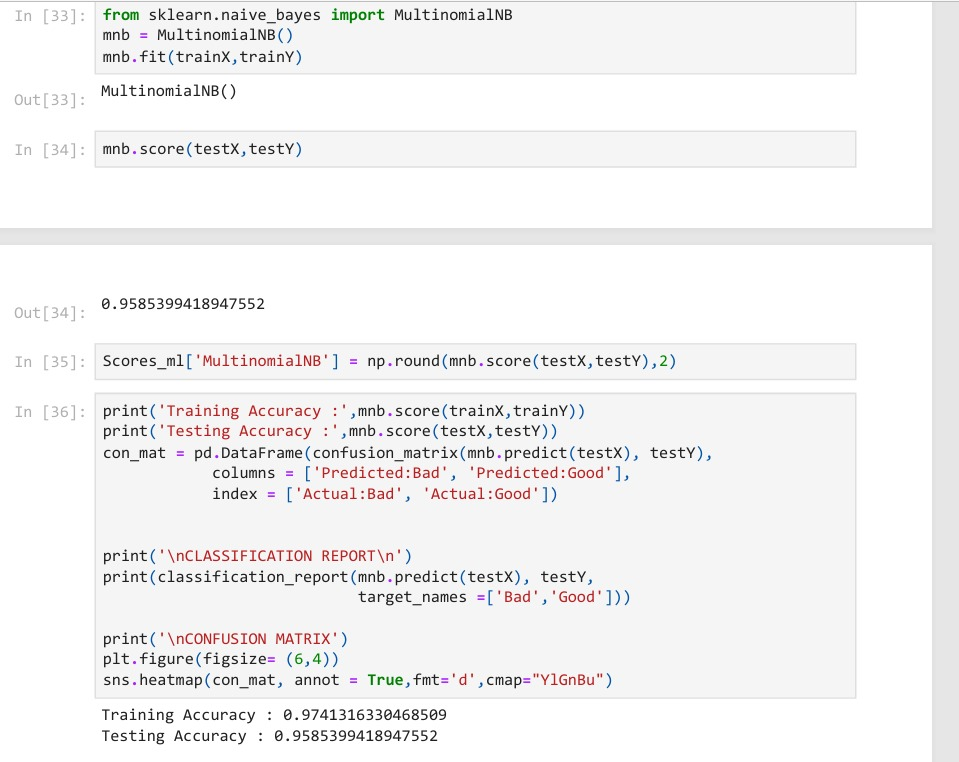 In [33]: from sklearn.naive_bayes import MultinomialNB
mnb = MultinomialNB()
mnb.fit(trainX,trainY)
Out[33]: MultinomialNB()
In [34]: mnb.score(testX,testY)
Out[34]: 0.9585399418947552
In [35]: Scores_ml['MultinomialNB'] = np.round(mnb.score(testX,testY),2)
In [36]: print('Training Accuracy :',mnb.score(trainX,trainY))
print('Testing Accuracy :',mnb.score(testX,testY))
con_mat = pd.DataFrame(confusion_matrix(mnb.predict(testX), testY),
columns = ['Predicted:Bad', 'Predicted:Good'],
index = ['Actual:Bad', 'Actual:Good'])
print('\nCLASSIFICATION REPORT\n')
print(classification_report(mnb.predict(testX), testY,
target_names =['Bad','Good']))
print('\nCONFUSION MATRIX')
plt.figure(figsize= (6,4))
sns.heatmap(con_mat, annot = True,fmt='d',cmap="YlGnBu")
Training Accuracy : 0.9741316330468509
Testing Accuracy : 0.9585399418947552